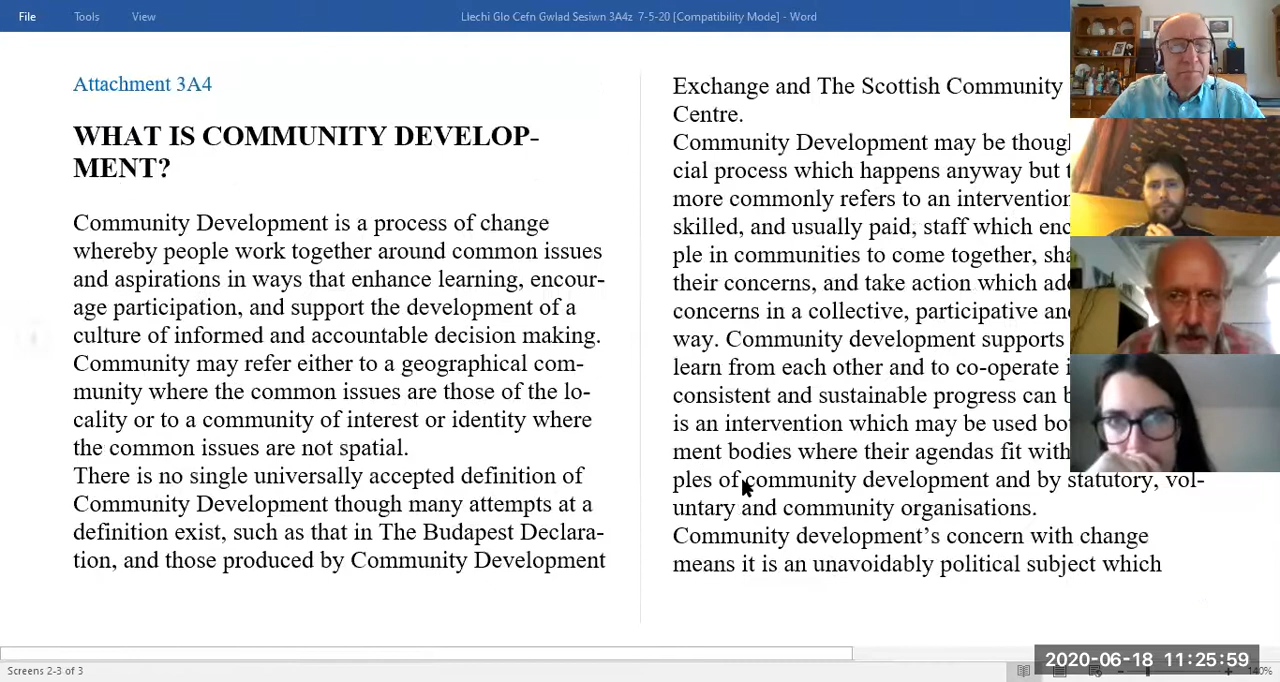 File Tools View Llechi Glo Cefn Gwlad Sesiwn 3A4z 7-5-20 [Compatibility Mode] - Word
Attachment 3A4
WHAT IS COMMUNITY DEVELOP-
MENT?
Community Development is a process of change
whereby people work together around common issues
and aspirations in ways that enhance learning, encour-
age participation, and support the development of a
culture of informed and accountable decision making.
Community may refer either to a geographical com-
munity where the common issues are those of the lo-
cality or to a community of interest or identity where
the common issues are not spatial.
There is no single universally accepted definition of
Community Development though many attempts at a
definition exist, such as that in The Budapest Declara-
tion, and those produced by Community Development
Exchange and The Scottish Community
Centre.
Community Development may be
cial process which happens anyway but
more commonly refers to an intervention
skilled, and usually paid, staff which
ple in communities to come together,
their concerns, and take action which
concerns in a collective, participative
way. Community development supports
learn from each other and to co-operate
consistent and sustainable progress can
is an intervention which may be used
ment bodies where their agendas fit
ples of community development and by statutory, vol-
untary and community organisations.
Community development’s concern with change
means it is an unavoidably political subject which
Screens 2-3 of 3
2020-06-18 11:25:59
140%